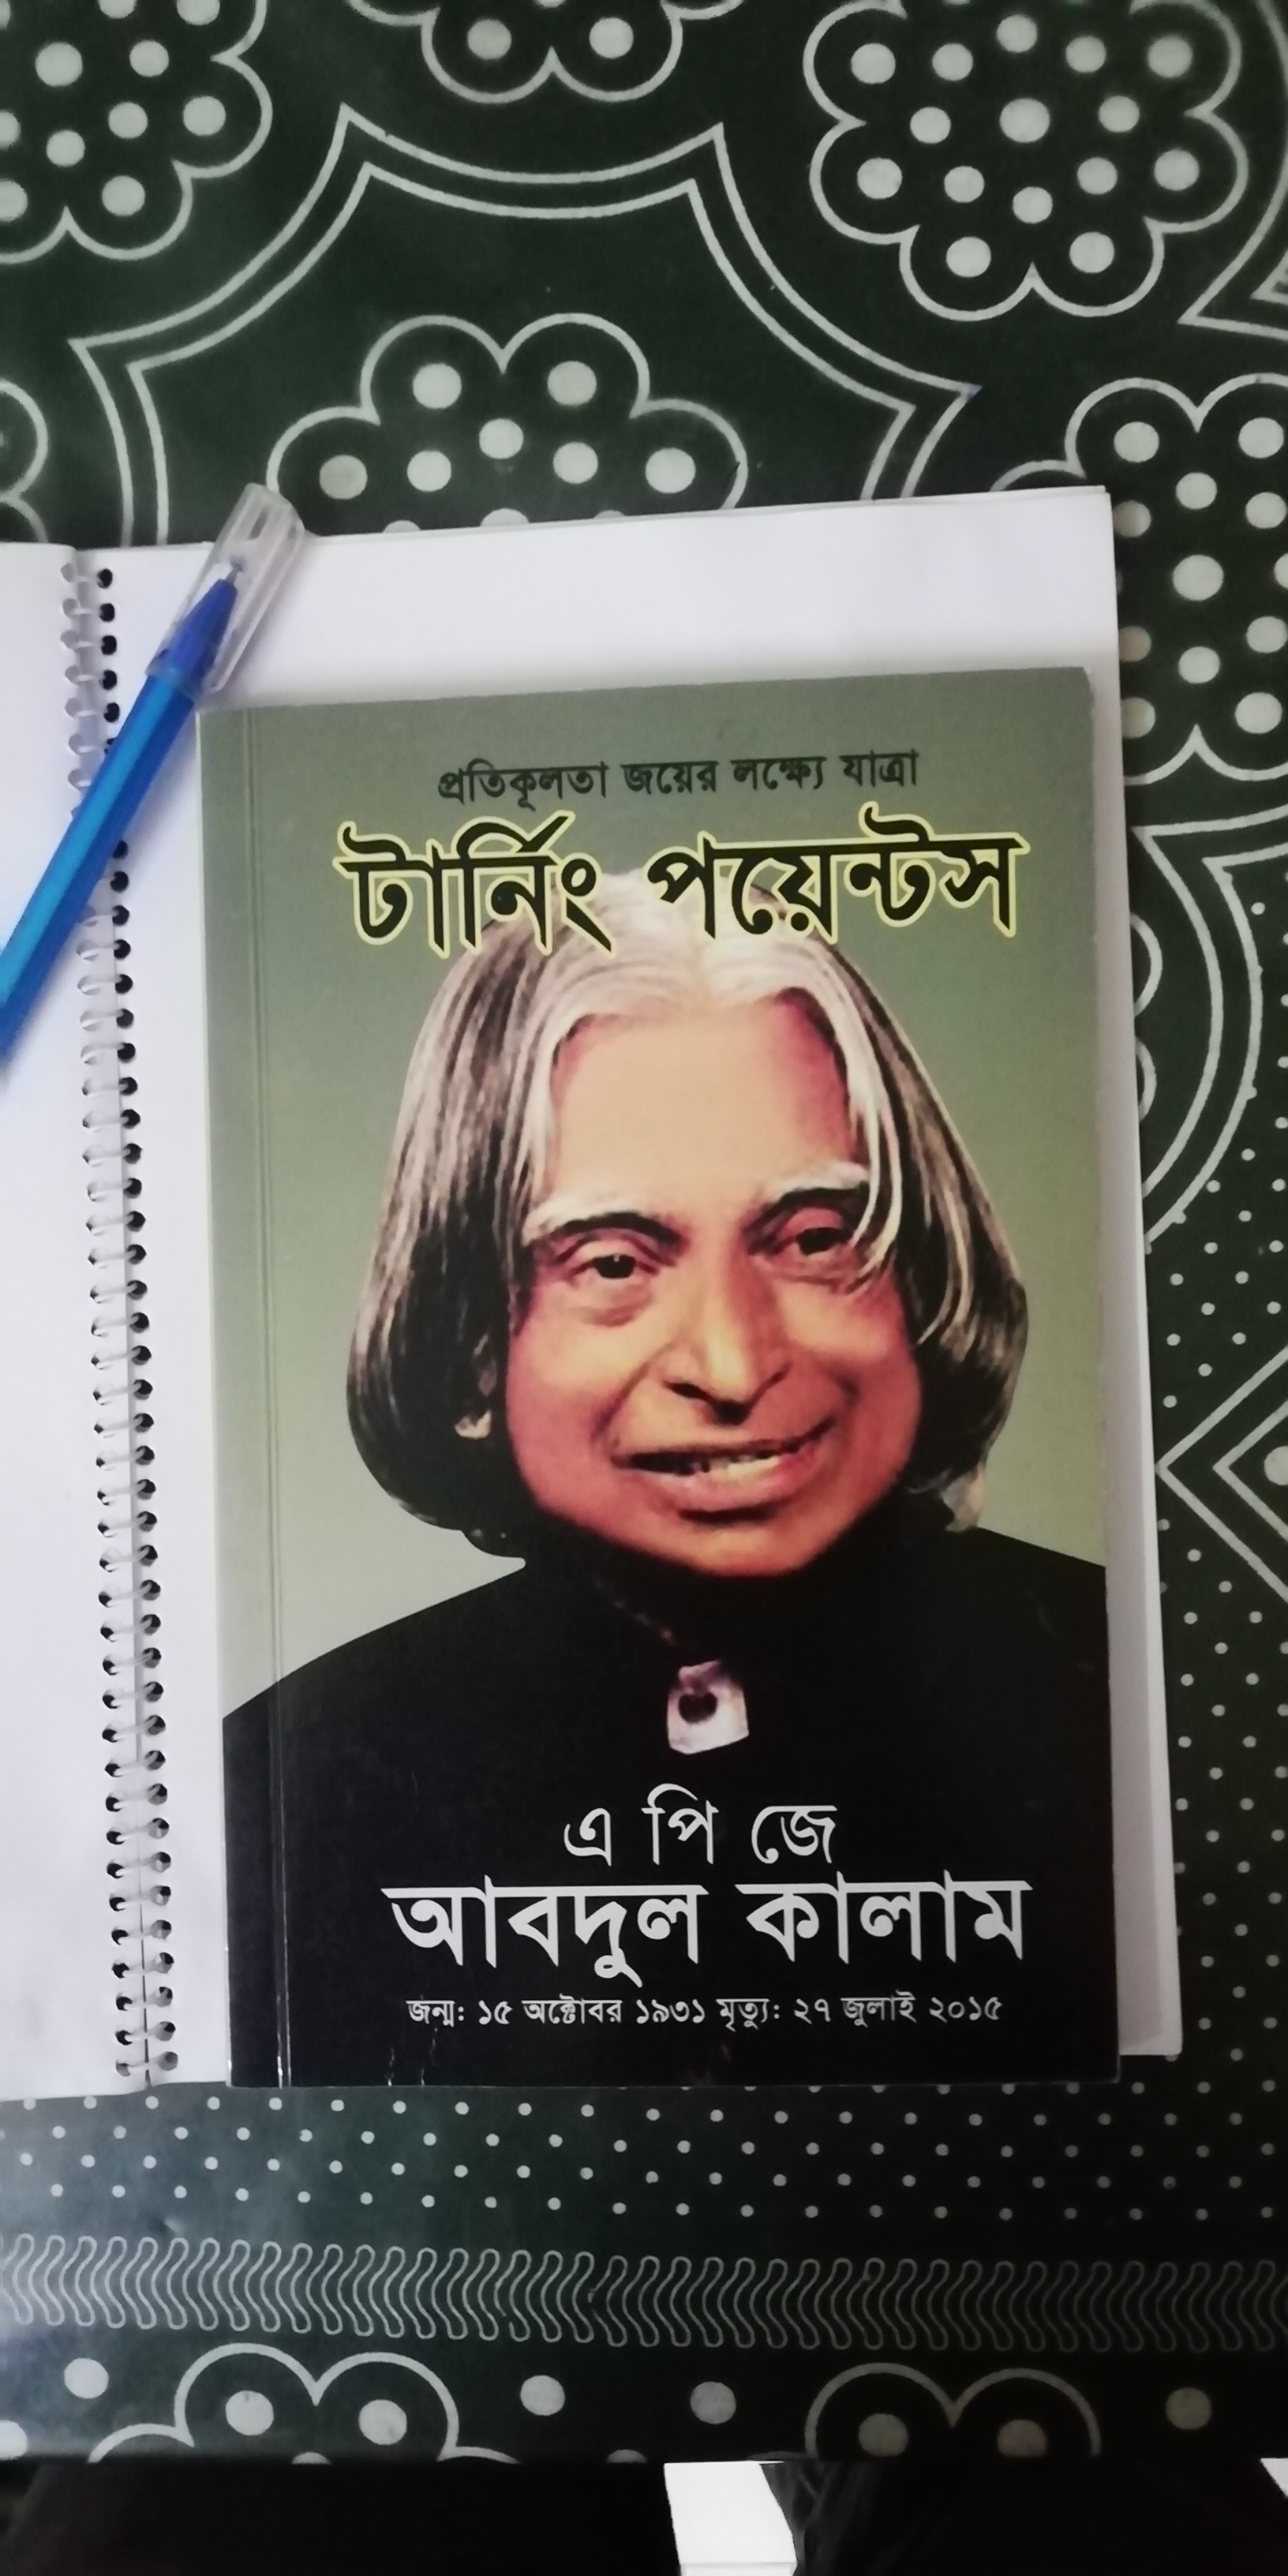 প্রতিকূলতা জয়ের লক্ষ্যে যাত্রা
টার্নিং পয়েন্টস
এ পি জে
আবদুল কালাম
জন্ম: ১৫ অক্টোবর ১৯৩১ মৃত্যু: ২৭ জুলাই ২০১৫